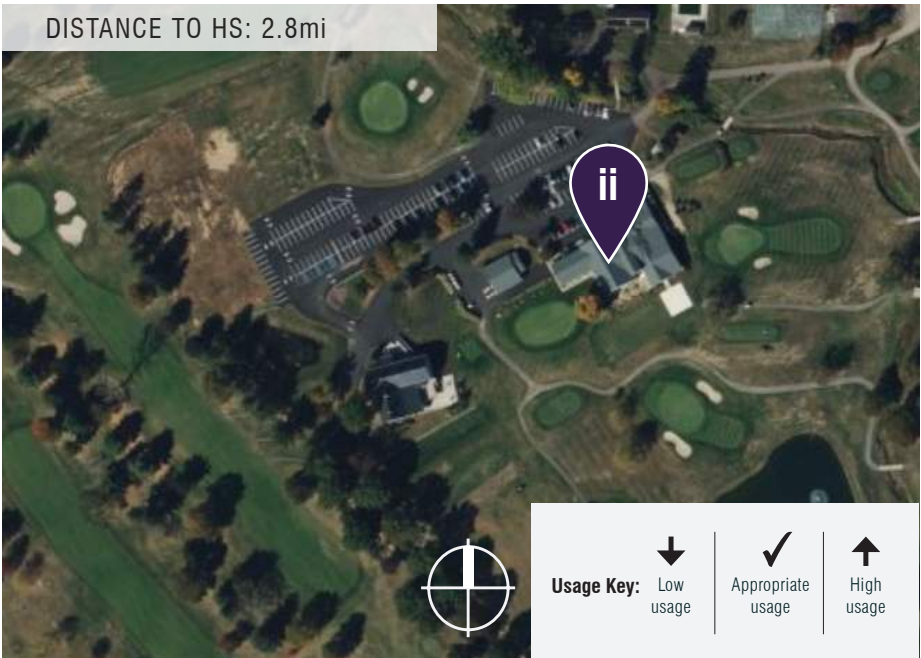 DISTANCE TO HS: 2.8mi
ii
Usage Key:
Low
usage
Appropriate
usage
High
usage